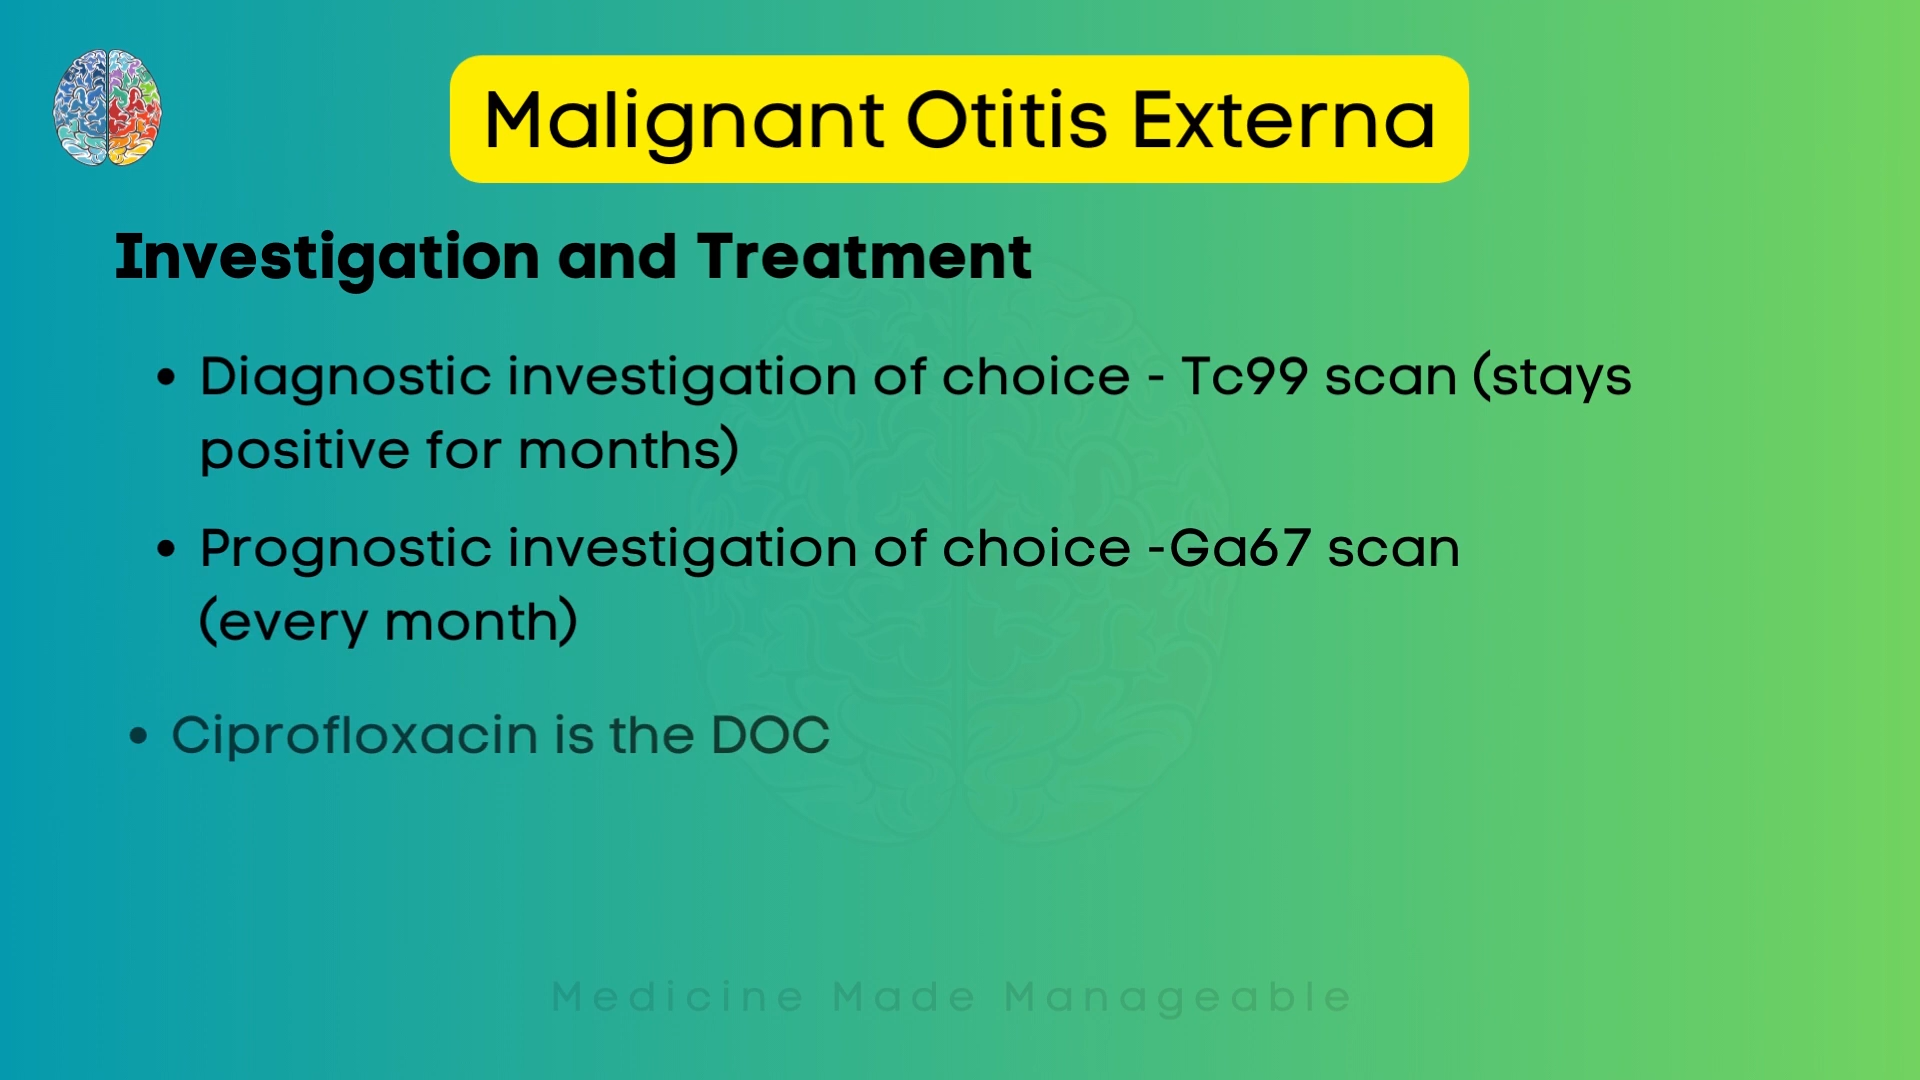 Malignant Otitis Externa
Investigation and Treatment
• Diagnostic investigation of choice - Tc99 scan (stays
positive for months)
• Prognostic investigation of choice -Ga67 scan
(every month)
• Ciprofloxacin is the DOC
Medicine Made Manageable